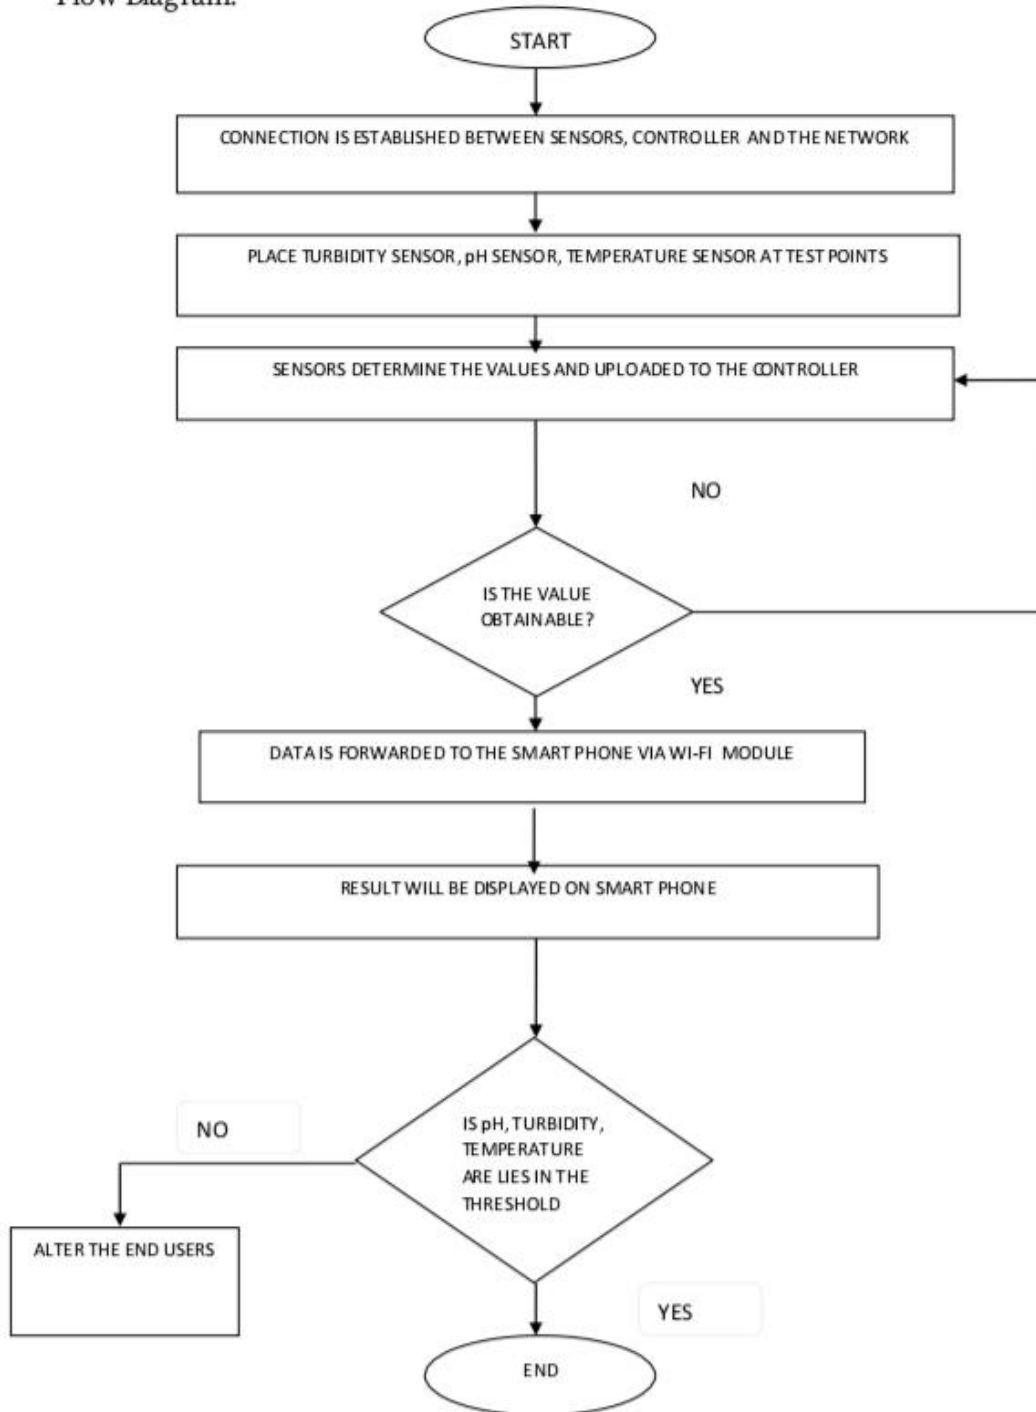 Flow Diagram:
START
CONNECTION IS ESTABLISHED BETWEEN SENSORS, CONTROLLER AND THE NETWORK
PLACE TURBIDITY SENSOR, pH SENSOR, TEMPERATURE SENSOR AT TEST POINTS
SENSORS DETERMINE THE VALUES AND UPLOADED TO THE CONTROLLER
NO
IS THE VALUE
OBTAINABLE?
YES
DATA IS FORWARDED TO THE SMART PHONE VIA WI-FI MODULE
RESULT WILL BE DISPLAYED ON SMART PHONE
IS pH, TURBIDITY,
TEMPERATURE
ARE LIES IN THE
THRESHOLD
NO
ALTER THE END USERS
YES
END